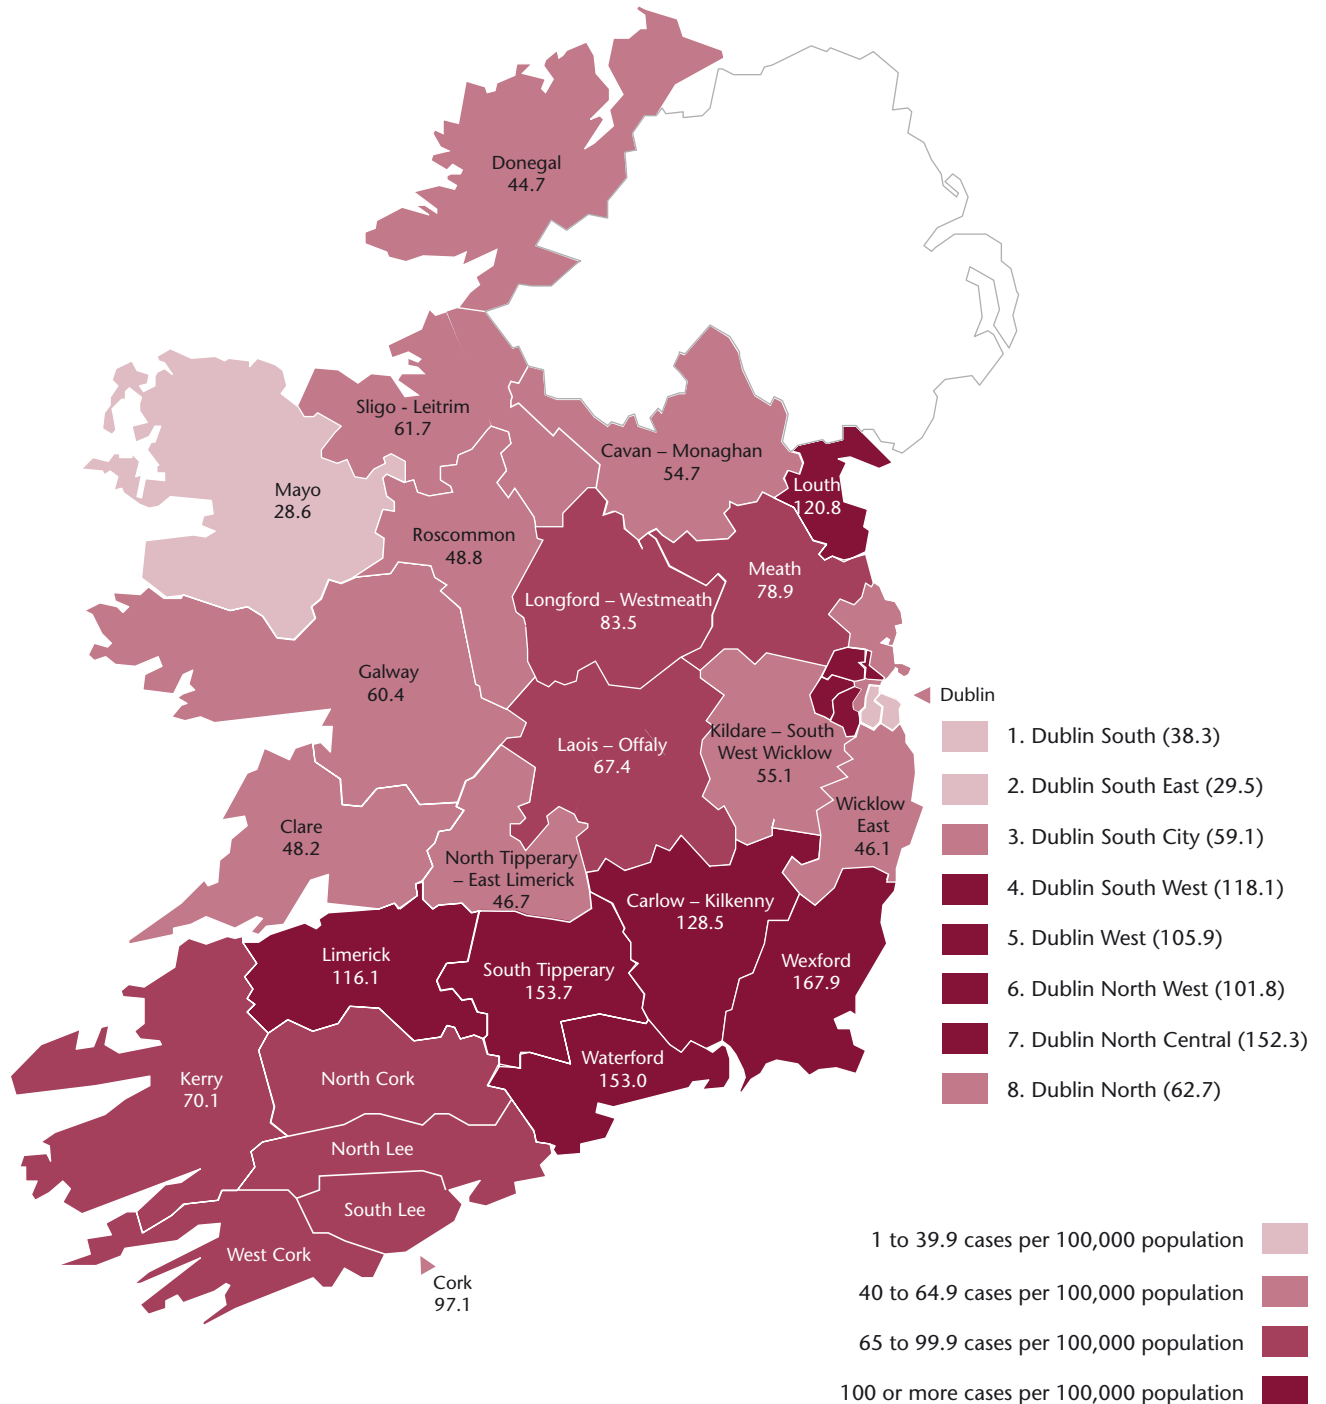 Donegal
44.7
Sligo - Leitrim
61.7
Cavan – Monaghan
54.7
Louth
120.8
Mayo
28.6
Roscommon
48.8
Meath
78.9
Longford – Westmeath
83.5
Galway
60.4
Dublin
Kildare – South
West Wicklow
55.1
Laois – Offaly
67.4
1. Dublin South (38.3)
2. Dublin South East (29.5)
3. Dublin South City (59.1)
4. Dublin South West (118.1)
5. Dublin West (105.9)
6. Dublin North West (101.8)
7. Dublin North Central (152.3)
8. Dublin North (62.7)
Wicklow
East
46.1
Clare
48.2
North Tipperary
– East Limerick
46.7
Carlow – Kilkenny
128.5
Limerick
116.1
South Tipperary
153.7
Wexford
167.9
Waterford
153.0
Kerry
70.1
North Cork
North Lee
South Lee
West Cork
Cork
97.1
1 to 39.9 cases per 100,000 population
40 to 64.9 cases per 100,000 population
65 to 99.9 cases per 100,000 population
100 or more cases per 100,000 population